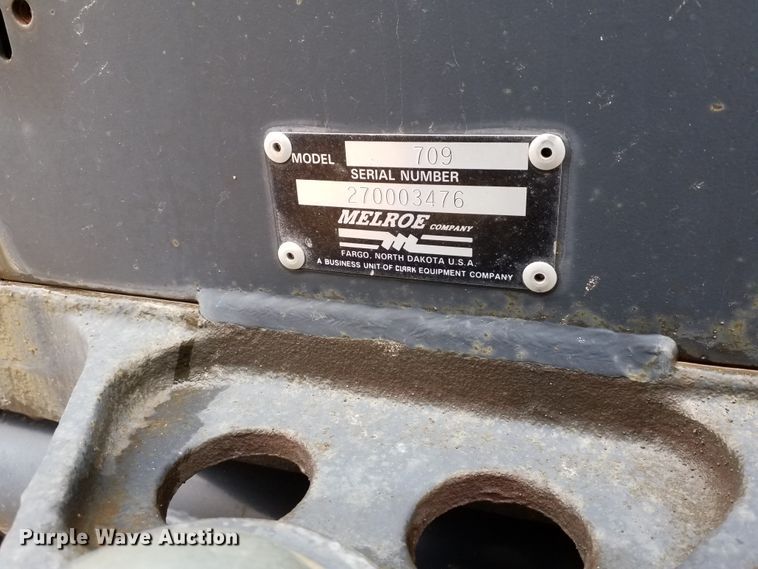 MODEL 709
SERIAL NUMBER
270003476
MELROE COMPANY
FARGO, NORTH DAKOTA U.S.A.
A BUSINESS UNIT OF CLARK EQUIPMENT COMPANY
Purple Wave Auction